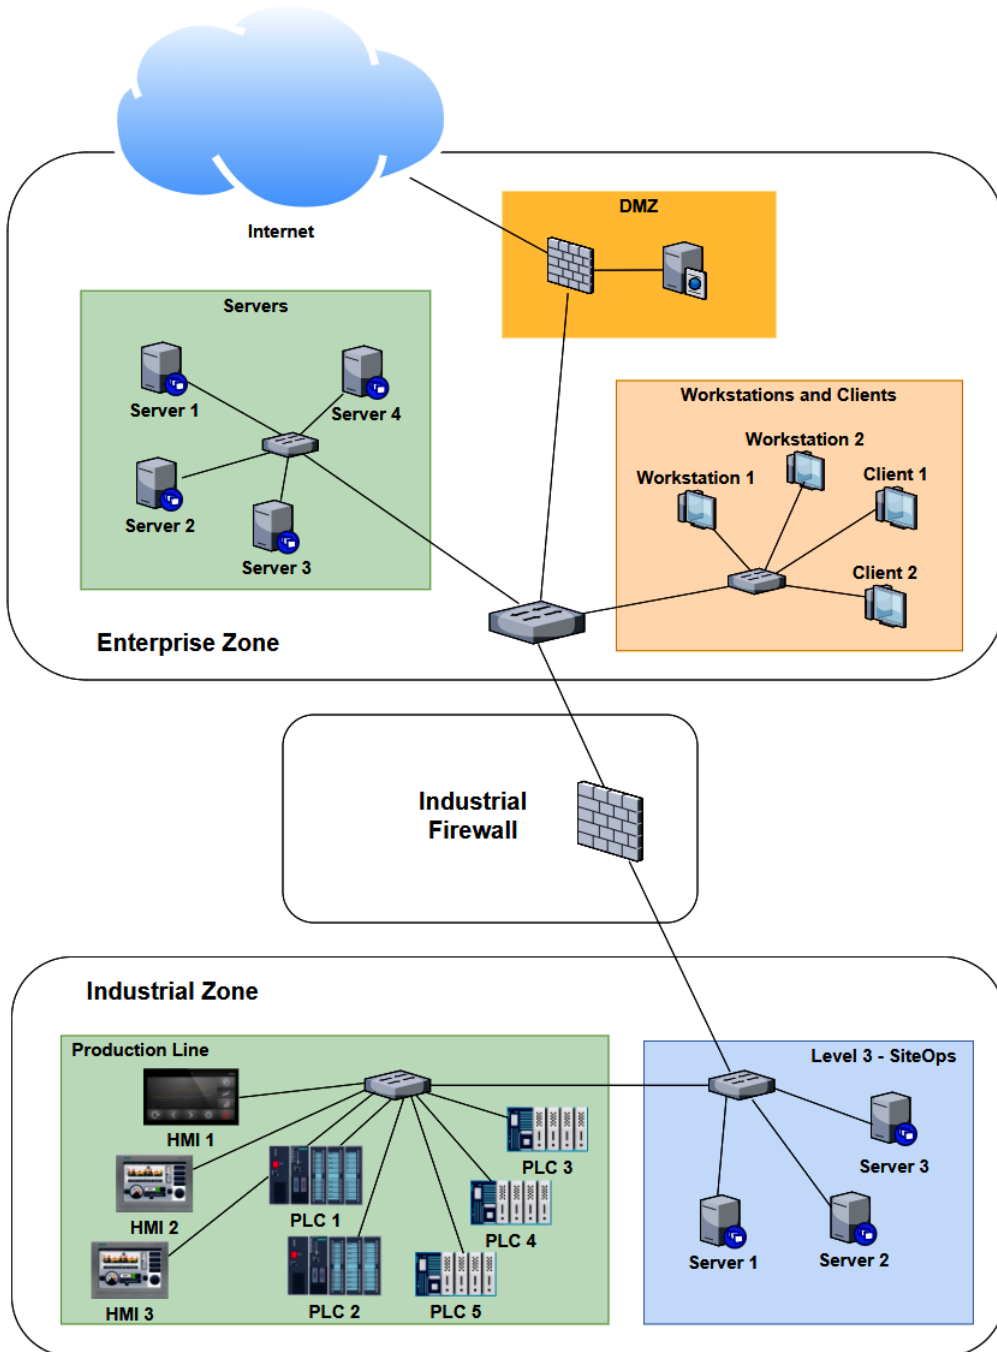 Internet
DMZ
Servers
Server 1
Server 4
Server 2
Server 3
Workstations and Clients
Workstation 2
Workstation 1
Client 1
Client 2
Enterprise Zone
Industrial
Firewall
Industrial Zone
Production Line
HMI 1
HMI 2
HMI 3
PLC 1
PLC 2
PLC 3
PLC 4
PLC 5
Level 3 - SiteOps
Server 3
Server 1
Server 2